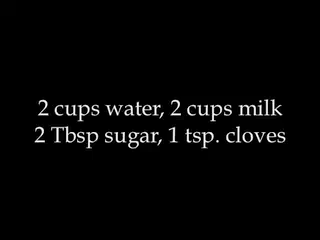 2 cups water, 2 cups milk
2 Tbsp sugar, 1 tsp. cloves